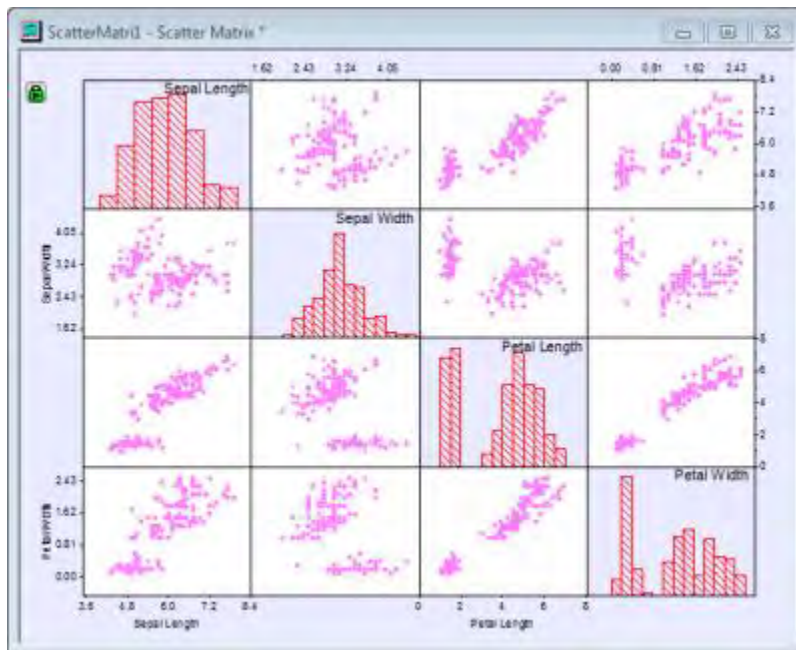 ScatterMatri1 - Scatter Matrix *
1.62 2.43 3.24 4.05
0.00 0.81 1.62 2.43
Sepal Length
8.4
7.2
6.0
4.8
3.6
Sepal Width
4.05
3.24
2.43
1.62
Sepal Width
Petal Length
8
6
4
2
0
Petal Width
2.43
1.62
0.81
0.00
Petal Width
3.6 4.8 6.0 7.2 8.4
0 2 4 6 8
Sepal Length
Petal Length